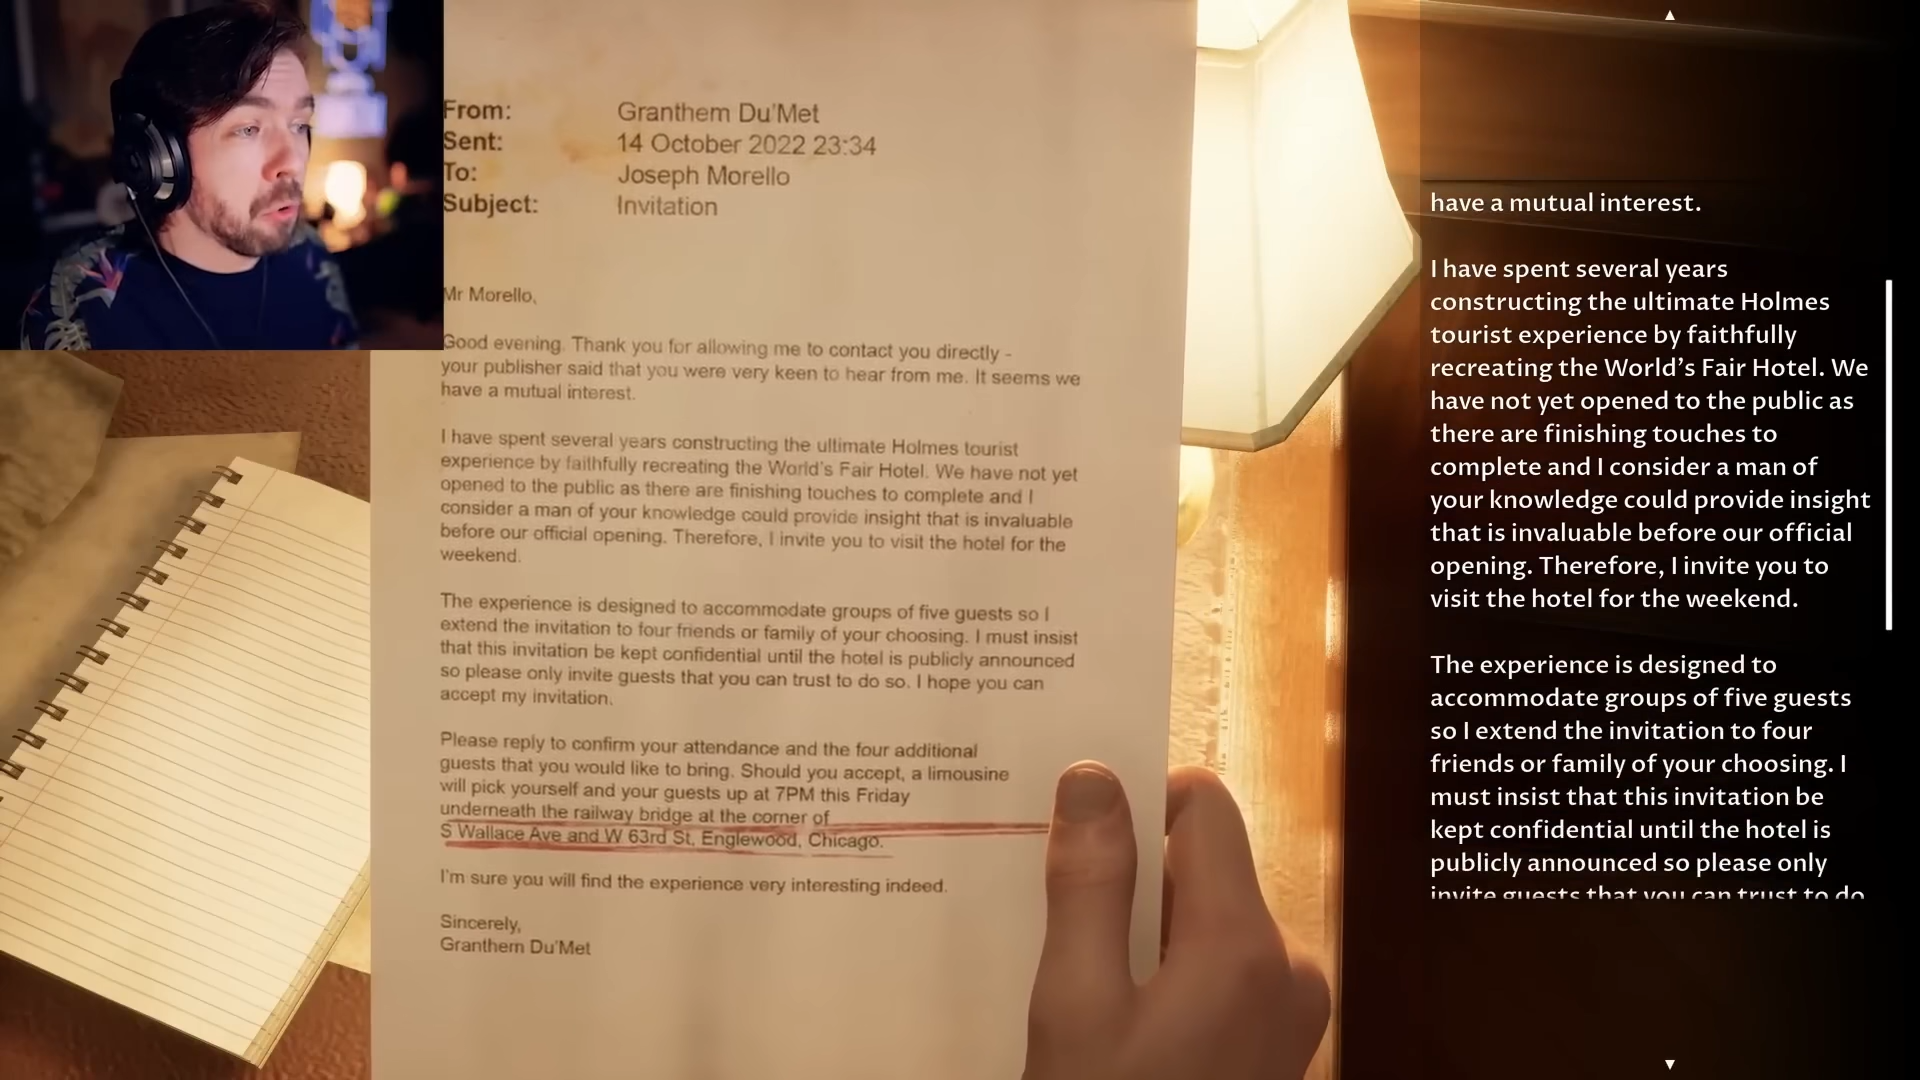 From: Granthem Du'Met
Sent: 14 October 2022 23:34
To: Joseph Morello
Subject: Invitation
Mr Morello,
Good evening. Thank you for allowing me to contact you directly -
your publisher said that you were very keen to hear from me. It seems we
have a mutual interest.
I have spent several years constructing the ultimate Holmes tourist
experience by faithfully recreating the World's Fair Hotel. We have not yet
opened to the public as there are finishing touches to complete and I
consider a man of your knowledge could provide insight that is invaluable
before our official opening. Therefore, I invite you to visit the hotel for the
weekend.
The experience is designed to accommodate groups of five guests so I
extend the invitation to four friends or family of your choosing. I must insist
that this invitation be kept confidential until the hotel is publicly announced
so please only invite guests that you can trust to do so. I hope you can
accept my invitation.
Please reply to confirm your attendance and the four additional
guests that you would like to bring. Should you accept, a limousine
will pick yourself and your guests up at 7PM this Friday
underneath the railway bridge at the corner of
S Wallace Ave and W 63rd St, Englewood, Chicago.
I'm sure you will find the experience very interesting indeed.
Sincerely,
Granthem Du'Met
have a mutual interest.
I have spent several years
constructing the ultimate Holmes
tourist experience by faithfully
recreating the World's Fair Hotel. We
have not yet opened to the public as
there are finishing touches to
complete and I consider a man of
your knowledge could provide insight
that is invaluable before our official
opening. Therefore, I invite you to
visit the hotel for the weekend.
The experience is designed to
accommodate groups of five guests
so I extend the invitation to four
friends or family of your choosing. I
must insist that this invitation be
kept confidential until the hotel is
publicly announced so please only
invite guests that you can trust to do